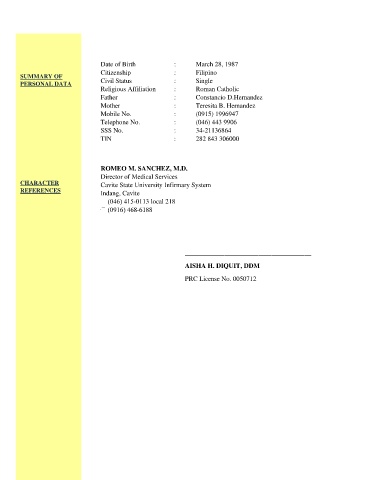 SUMMARY OF
PERSONAL DATA
Date of Birth : March 28, 1987
Citizenship : Filipino
Civil Status : Single
Religious Affiliation : Roman Catholic
Father : Constancio D.Hernandez
Mother : Teresita B. Hernandez
Mobile No. : (0915) 1996947
Telephone No. : (046) 443 9906
SSS No. : 34-21136864
TIN : 282 843 306000
CHARACTER
REFERENCES
ROMEO M. SANCHEZ, M.D.
Director of Medical Services
Cavite State University Infirmary System
Indang, Cavite
(046) 415-0113 local 218
(0916) 468-6188
AISHA H. DIQUIT, DDM
PRC License No. 0050712